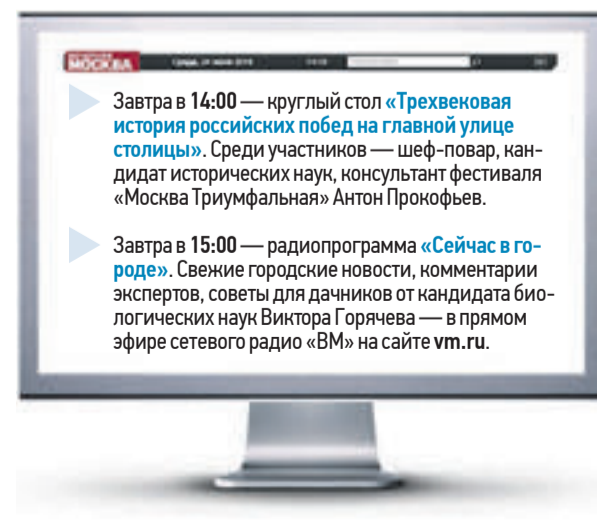 МОСКВА
Завтра в 14:00 — круглый стол «Трехвековая
история российских побед на главной улице
столицы». Среди участников — шеф-повар, кан-
дидат исторических наук, консультант фестиваля
«Москва Триумфальная» Антон Прокофьев.
Завтра в 15:00 — радиопрограмма «Сейчас в го-
роде». Свежие городские новости, комментарии
экспертов, советы для дачников от кандидата био-
логических наук Виктора Горячева — в прямом
эфире сетевого радио «ВМ» на сайте vm.ru.